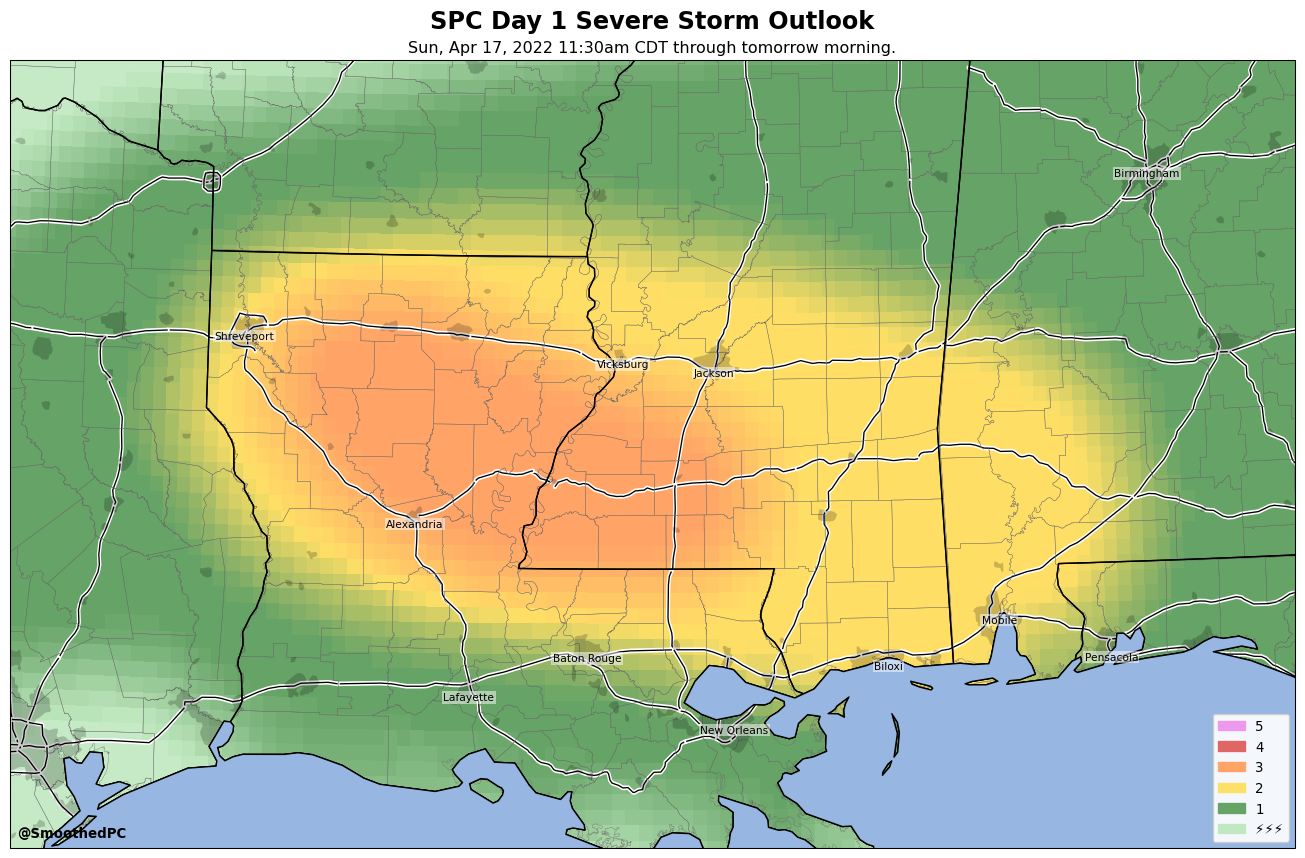 SPC Day 1 Severe Storm Outlook
Sun, Apr 17, 2022 11:30am CDT through tomorrow morning.
Birmingham
Shreveport
Vicksburg
Jackson
Alexandria
Mobile
Baton Rouge
Biloxi
Pensacola
Lafayette
New Orleans
5
4
3
2
1
⚡⚡⚡
@SmoothedPC